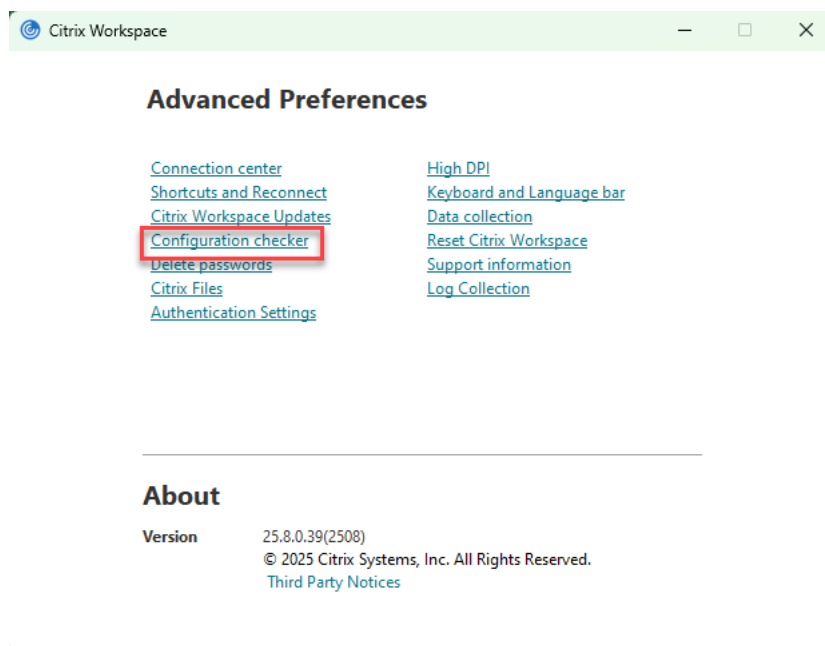 Citrix Workspace
Advanced Preferences
Connection center
Shortcuts and Reconnect
Citrix Workspace Updates
Configuration checker
Delete passwords
Citrix Files
Authentication Settings
High DPI
Keyboard and Language bar
Data collection
Reset Citrix Workspace
Support information
Log Collection
About
Version 25.8.0.39(2508)
© 2025 Citrix Systems, Inc. All Rights Reserved.
Third Party Notices